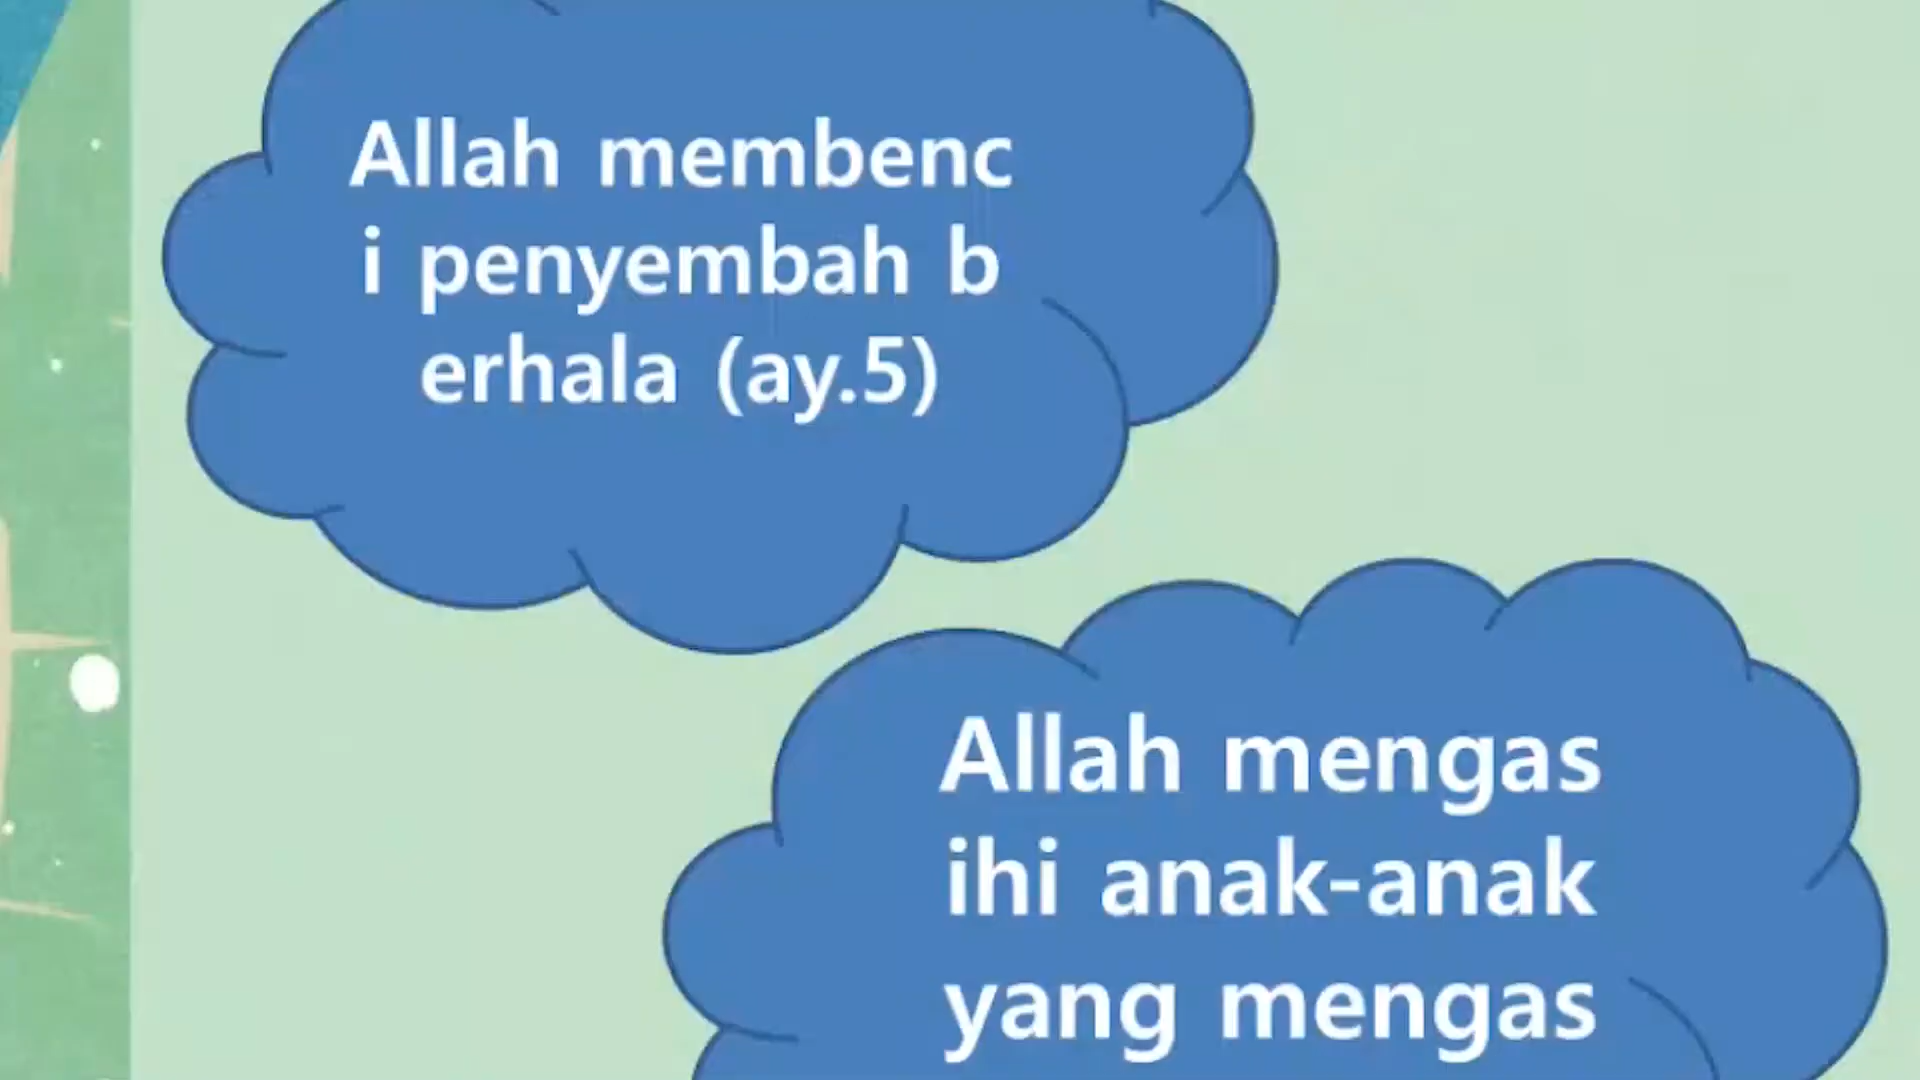 Allah membenc
i penyembah b
erhala (ay.5)
Allah mengas
ihi anak-anak
yang mengas